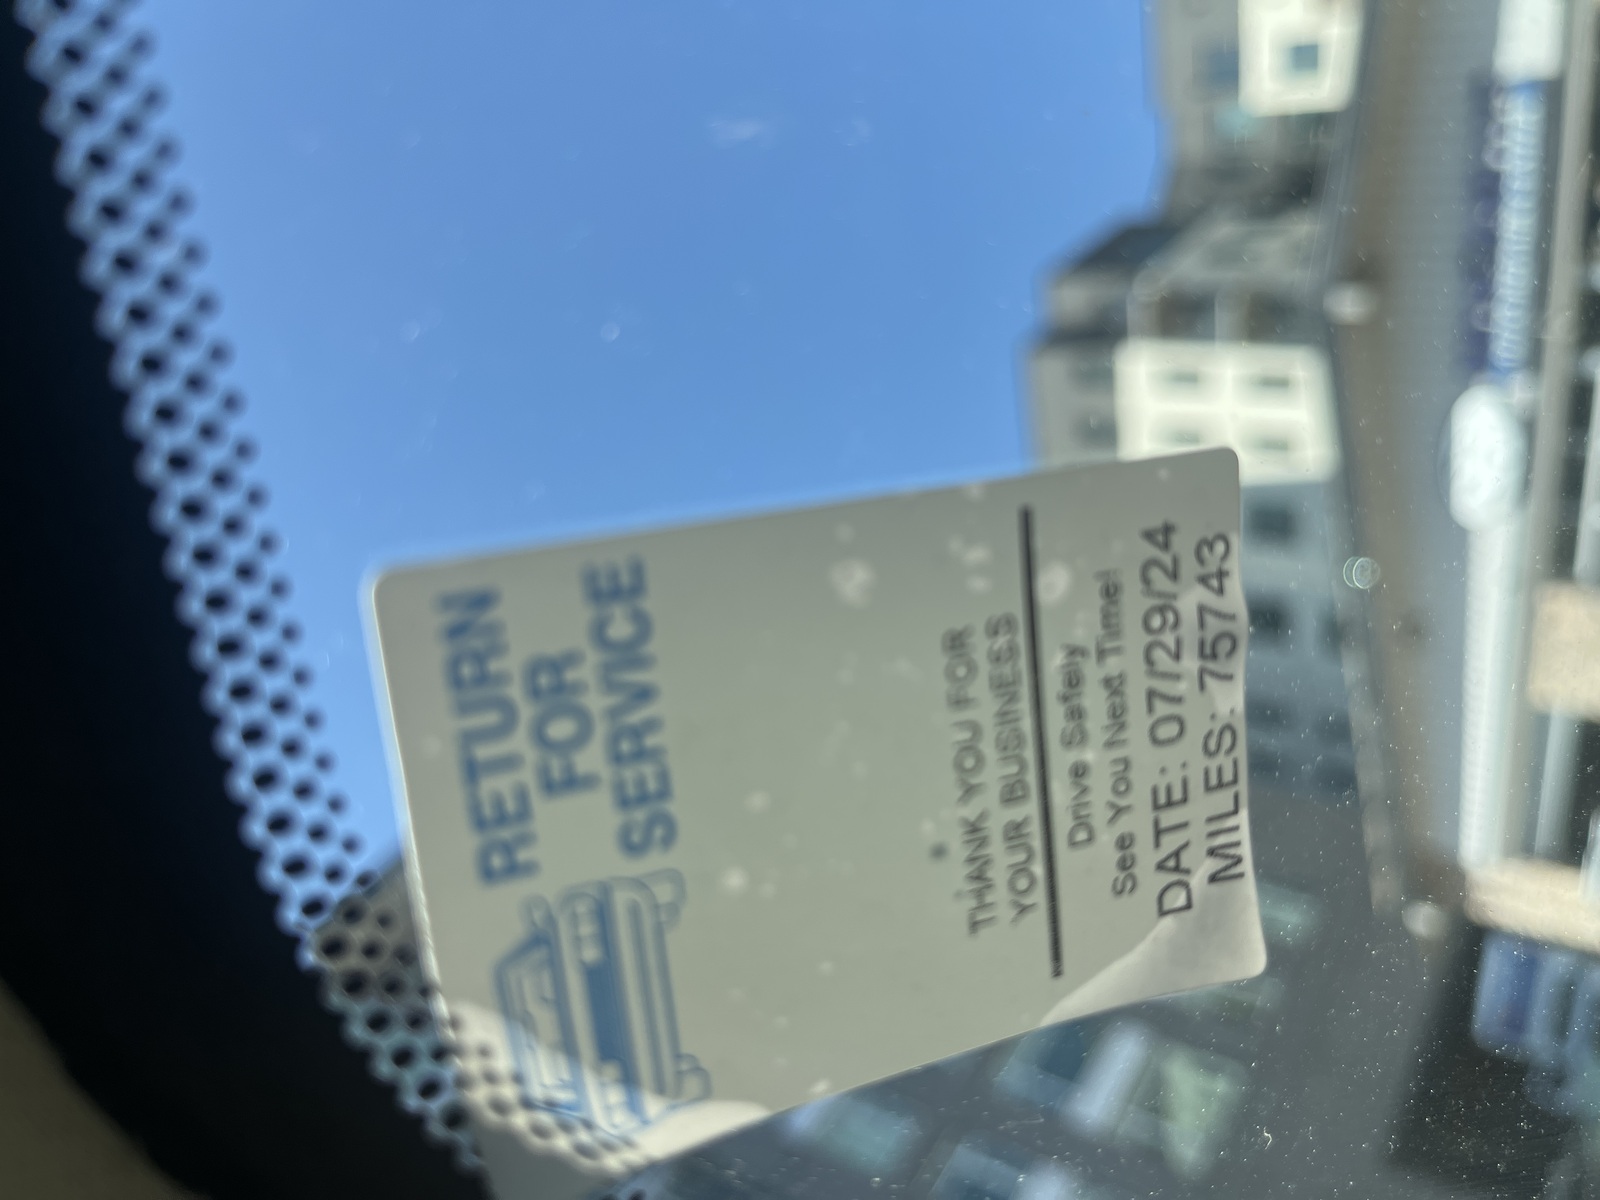 RETURN
FOR
SERVICE
THANK YOU FOR
YOUR BUSINESS
Drive Safely
See You Next Time!
DATE: 07/29/24
MILES: 75743